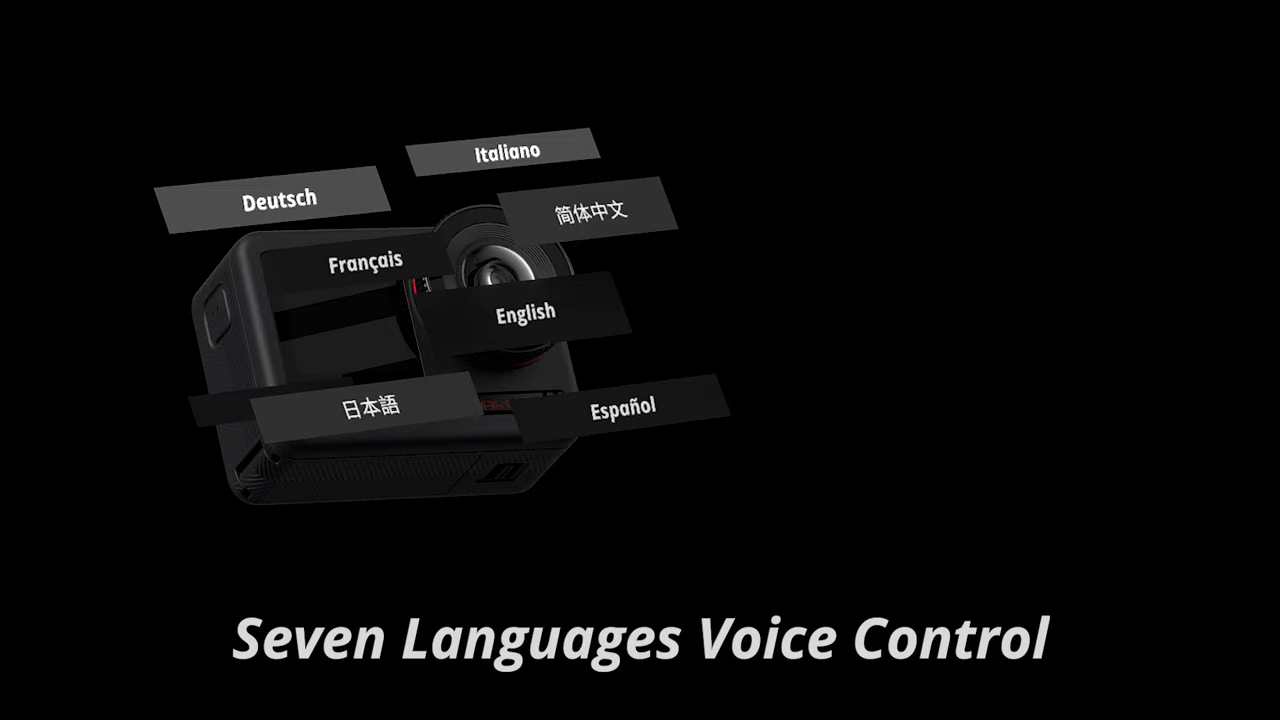 Italiano
Deutsch
简体中文
Français
English
日本語
Español
Seven Languages Voice Control